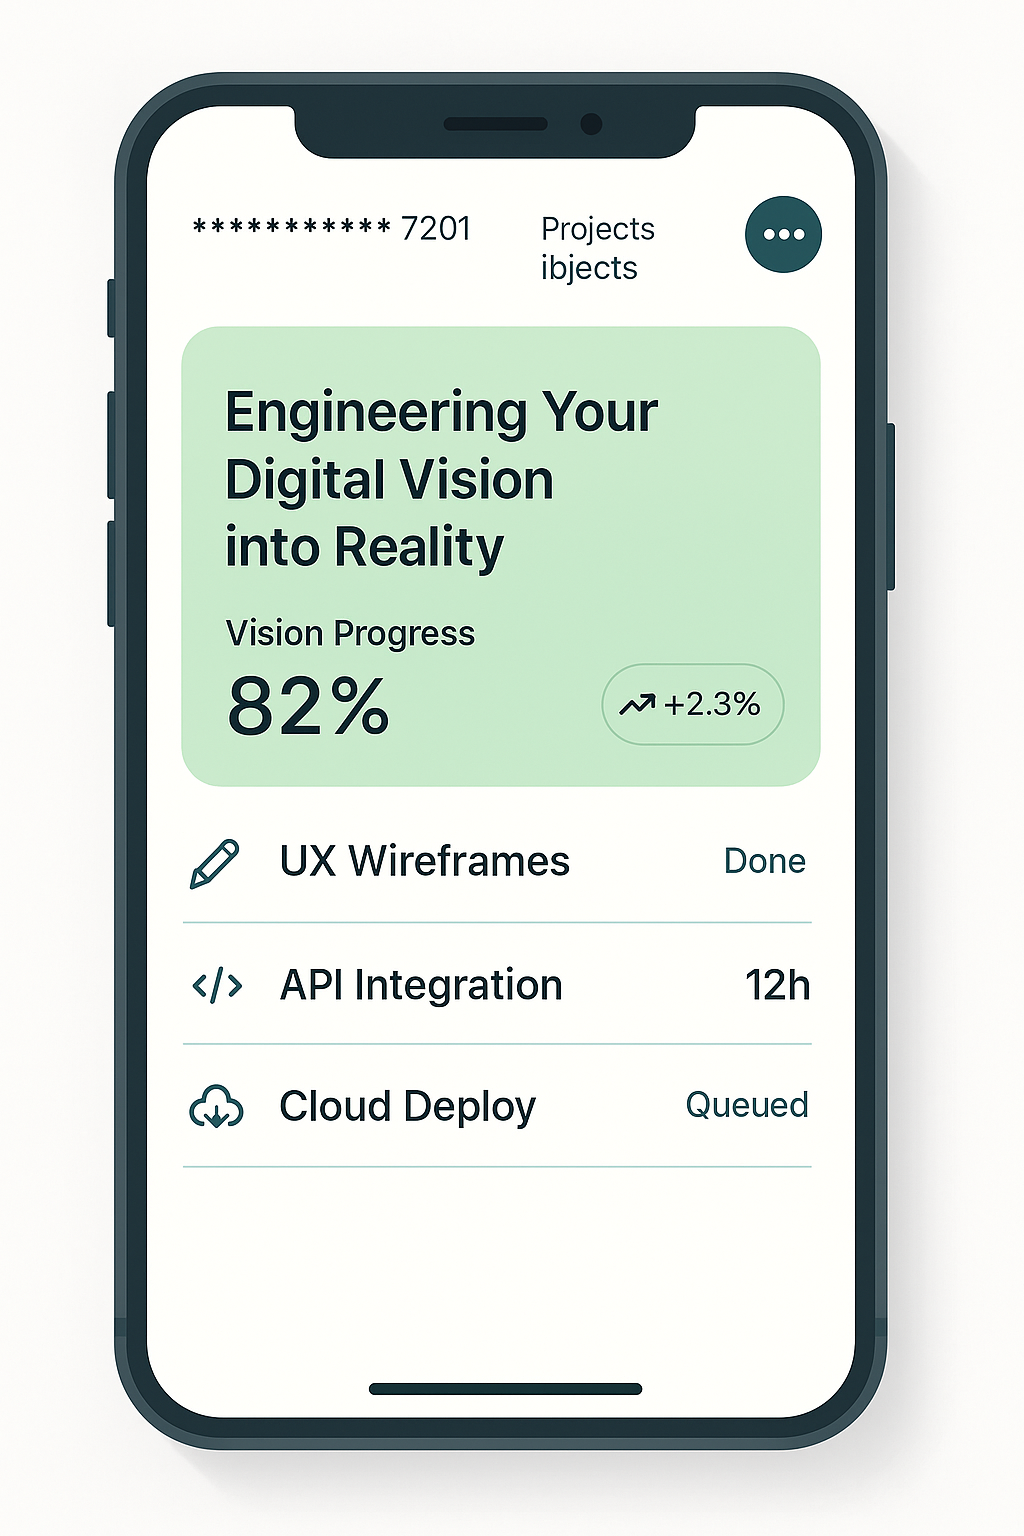 *********** 7201
Projects
ibjects
Engineering Your
Digital Vision
into Reality
Vision Progress
82%
+2.3%
UX Wireframes
Done
API Integration
12h
Cloud Deploy
Queued